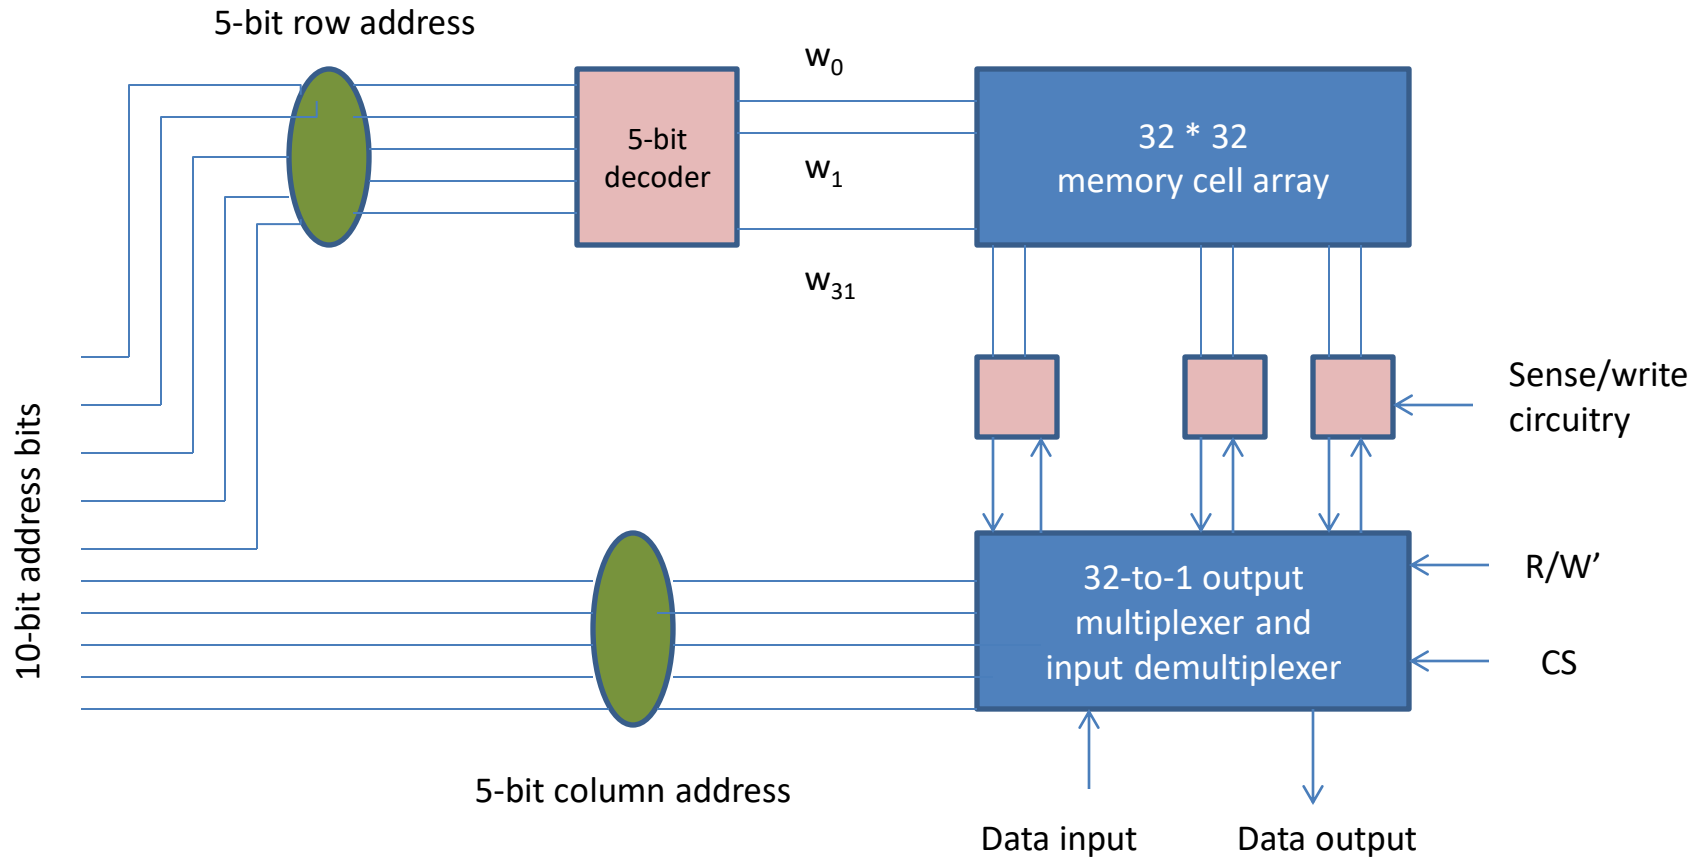 5-bit row address
w0
5-bit
decoder
32 * 32
memory cell array
w1
w31
Sense/write
circuitry
10-bit address bits
32-to-1 output
multiplexer and
input demultiplexer
R/W’
CS
5-bit column address
Data input
Data output